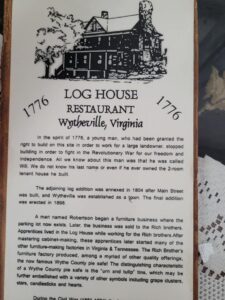 1776
LOG HOUSE
RESTAURANT
1776
Wytheville, Virginia
In the spirit of 1776, a young man, who had been granted the
right to build on this site in order to work for a large landowner, stopped
building in order to fight in the Revolutionary War for our freedom and
independence. All we know about this man was that he was called
Will. We do not know his last name or even if he ever owned the 2-room
tenant house he built.
The adjoining log addition was annexed in 1804 after Main Street
was built, and Wytheville was established as a town. The final addition
was erected in 1898.
A man named Robertson began a furniture business where the
parking lot now exists. Later, the business was sold to the Rich brothers.
Apprentices lived in the Log House while working for the Rich brothers. After
mastering cabinet-making, these apprentices later started many of the
other furniture-making factories in Virginia & Tennessee. The Rich Brother's
furniture factory produced, among a myriad of other quality offerings,
the now famous Wythe County pie safe! The distinguishing characteristic
of a Wythe County pie safe is the "urn and tulip" tins, which may be
further embellished with a variety of other symbols including grape clusters,
stars, candlesticks and hearts.
During the Civil War